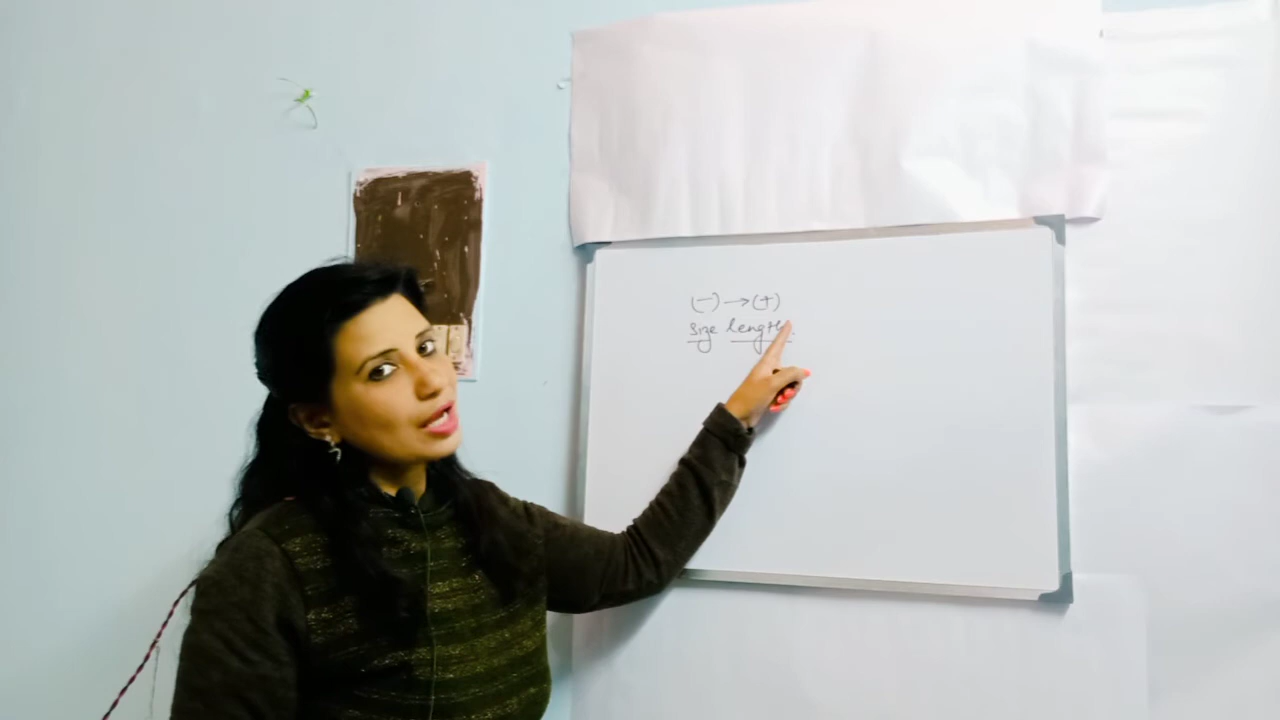 (-) → (+)
Size length.